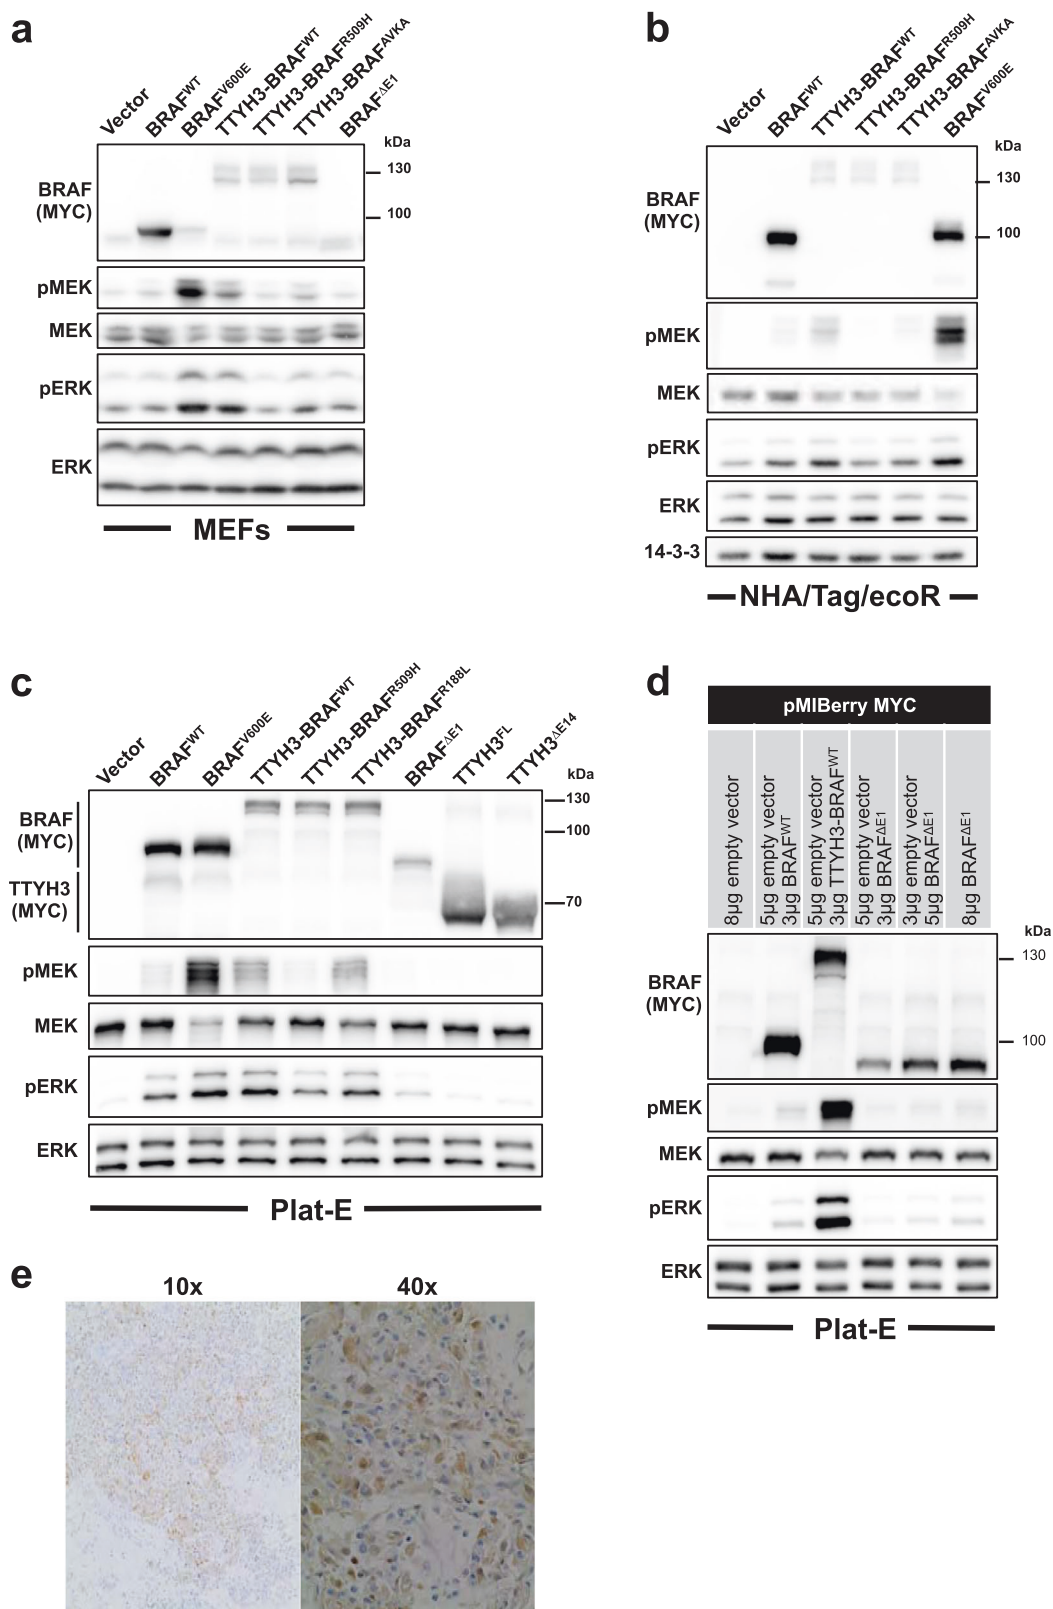 a
Vector
BRAFWT
BRAFV600E
TTYH3-BRAFWT
TTYH3-BRAFR509H
TTYH3-BRAFAVKA
BRAFΔE1
kDa
130
100
BRAF
(MYC)
pMEK
MEK
pERK
ERK
MEFs
b
Vector
BRAFWT
TTYH3-BRAFWT
TTYH3-BRAFR509H
TTYH3-BRAFAVKA
BRAFV600E
kDa
130
100
BRAF
(MYC)
pMEK
MEK
pERK
ERK
14-3-3
NHA/Tag/ecoR
c
Vector
BRAFWT
BRAFV600E
TTYH3-BRAFWT
TTYH3-BRAFR509H
TTYH3-BRAFR188L
BRAFΔE1
TTYH3FL
TTYH3ΔE14
kDa
130
100
70
BRAF
(MYC)
TTYH3
(MYC)
pMEK
MEK
pERK
ERK
Plat-E
d
pMIBerry MYC
8µg empty vector
5µg empty vector
3µg BRAFWT
5µg empty vector
3µg TTYH3-BRAFWT
5µg empty vector
3µg BRAFΔE1
3µg empty vector
5µg BRAFΔE1
8µg BRAFΔE1
kDa
130
100
BRAF
(MYC)
pMEK
MEK
pERK
ERK
Plat-E
e
10x
40x